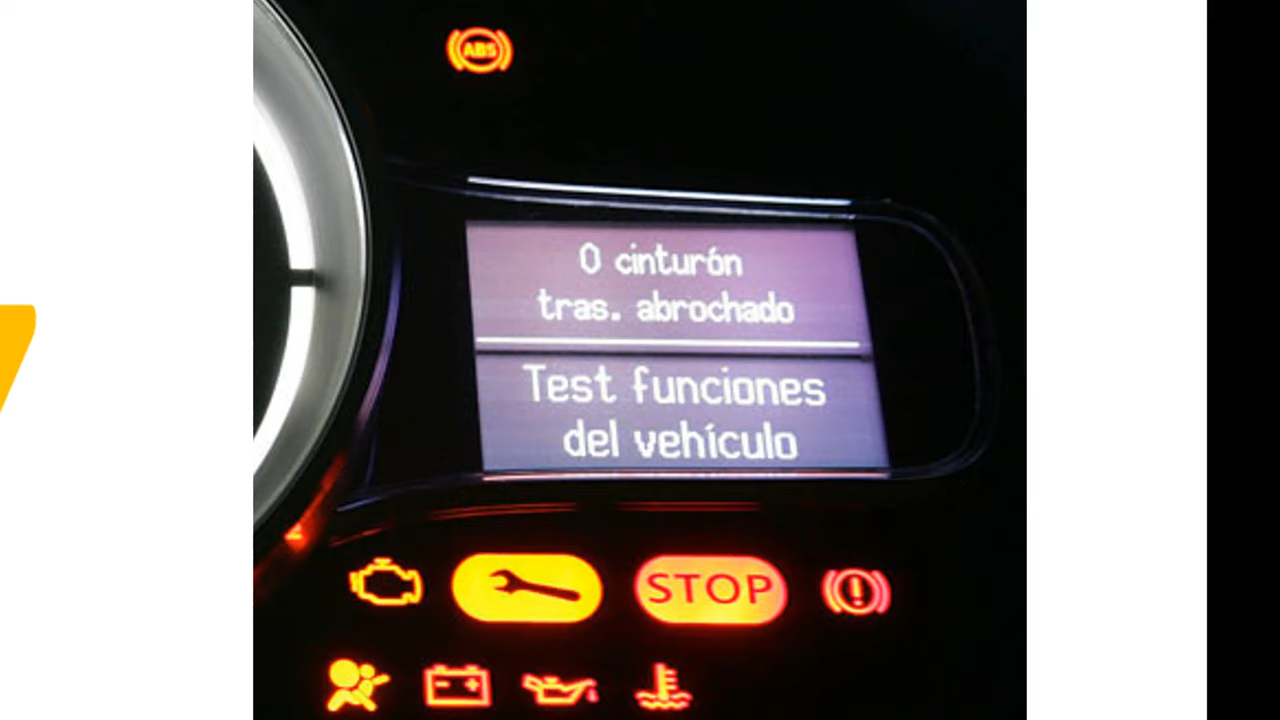 ABS
0 cinturón
tras. abrochado
Test funciones
del vehículo
STOP